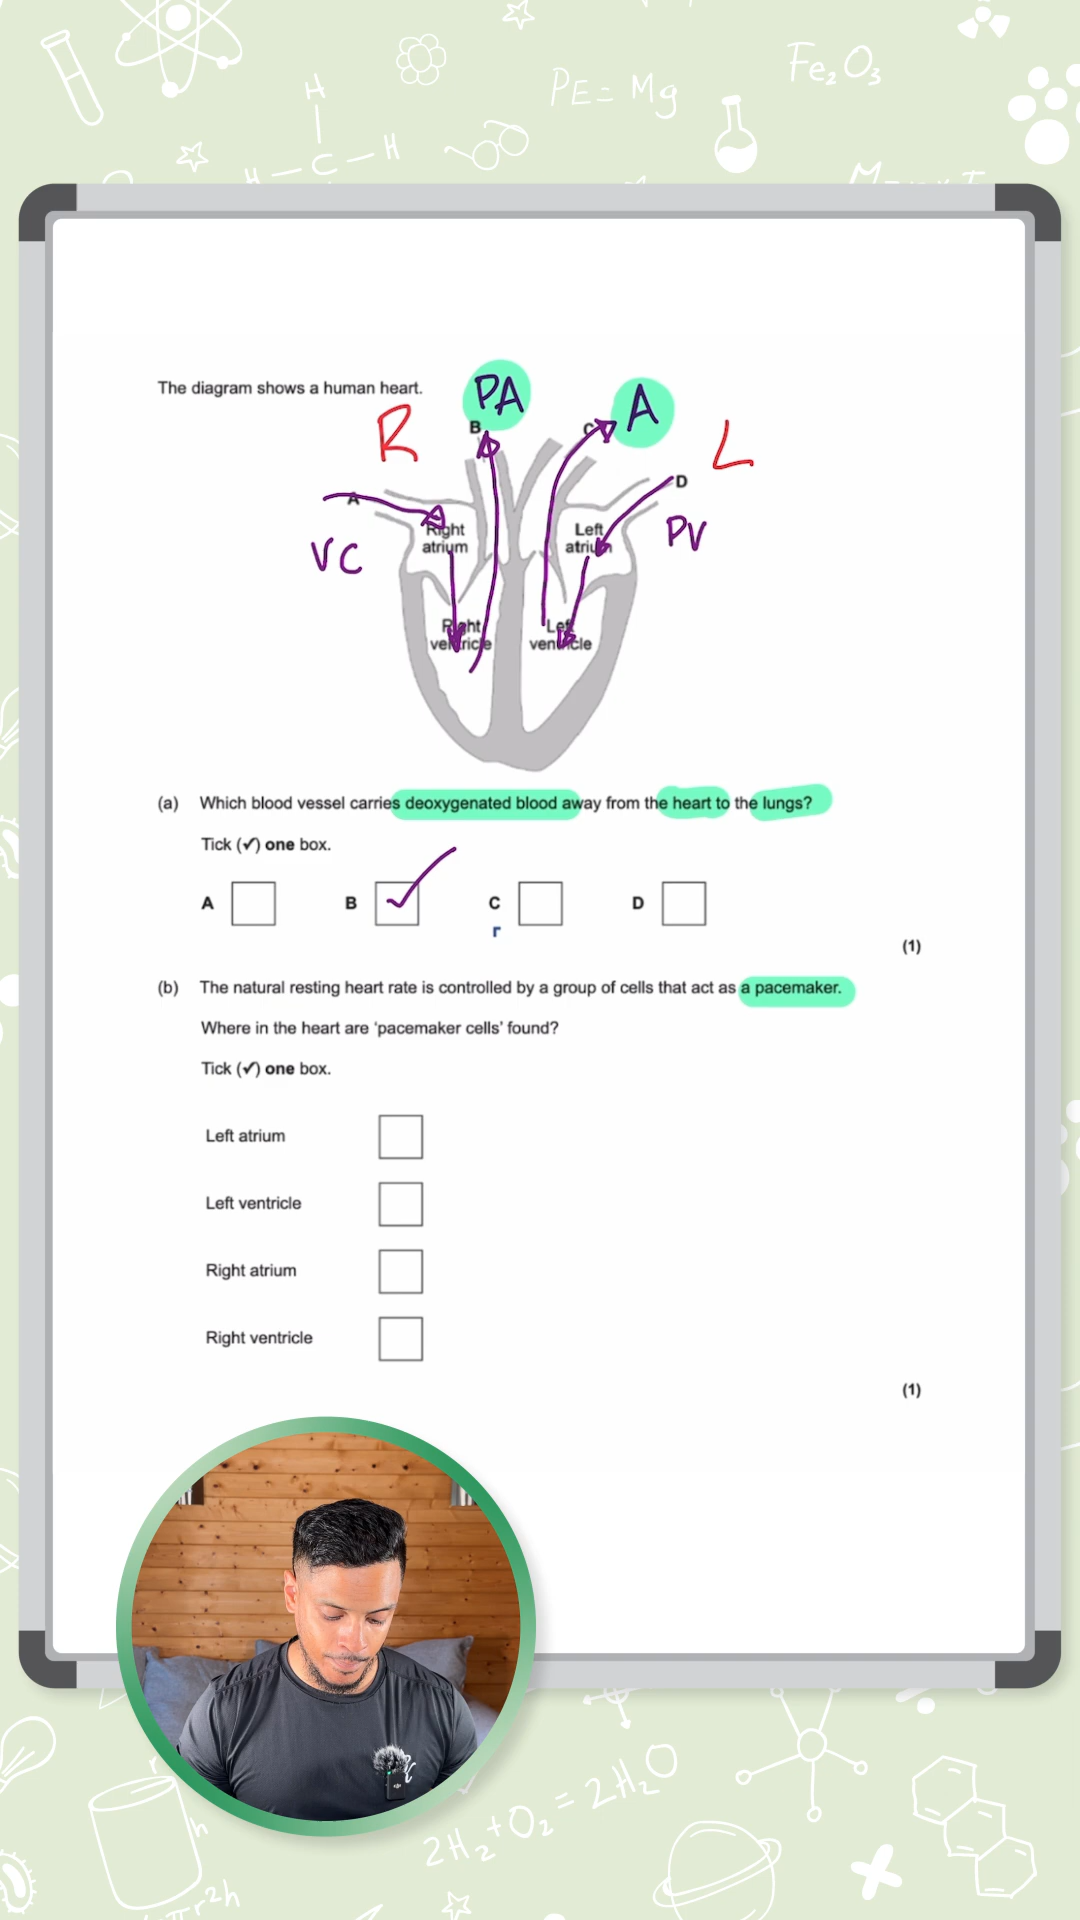 Fe₂O₃
PE = Mg
H
H — C — H
The diagram shows a human heart.
PA
A
R
B
C
L
A
D
Right
atrium
Left
atrium
PV
VC
Right
ventricle
Left
ventricle
(a) Which blood vessel carries deoxygenated blood away from the heart to the lungs?
Tick (✓) one box.
A B ✓ C D
r
(1)
(b) The natural resting heart rate is controlled by a group of cells that act as a pacemaker.
Where in the heart are ‘pacemaker cells’ found?
Tick (✓) one box.
Left atrium
Left ventricle
Right atrium
Right ventricle
(1)
2H₂+O₂=2H₂O
h
πr²h